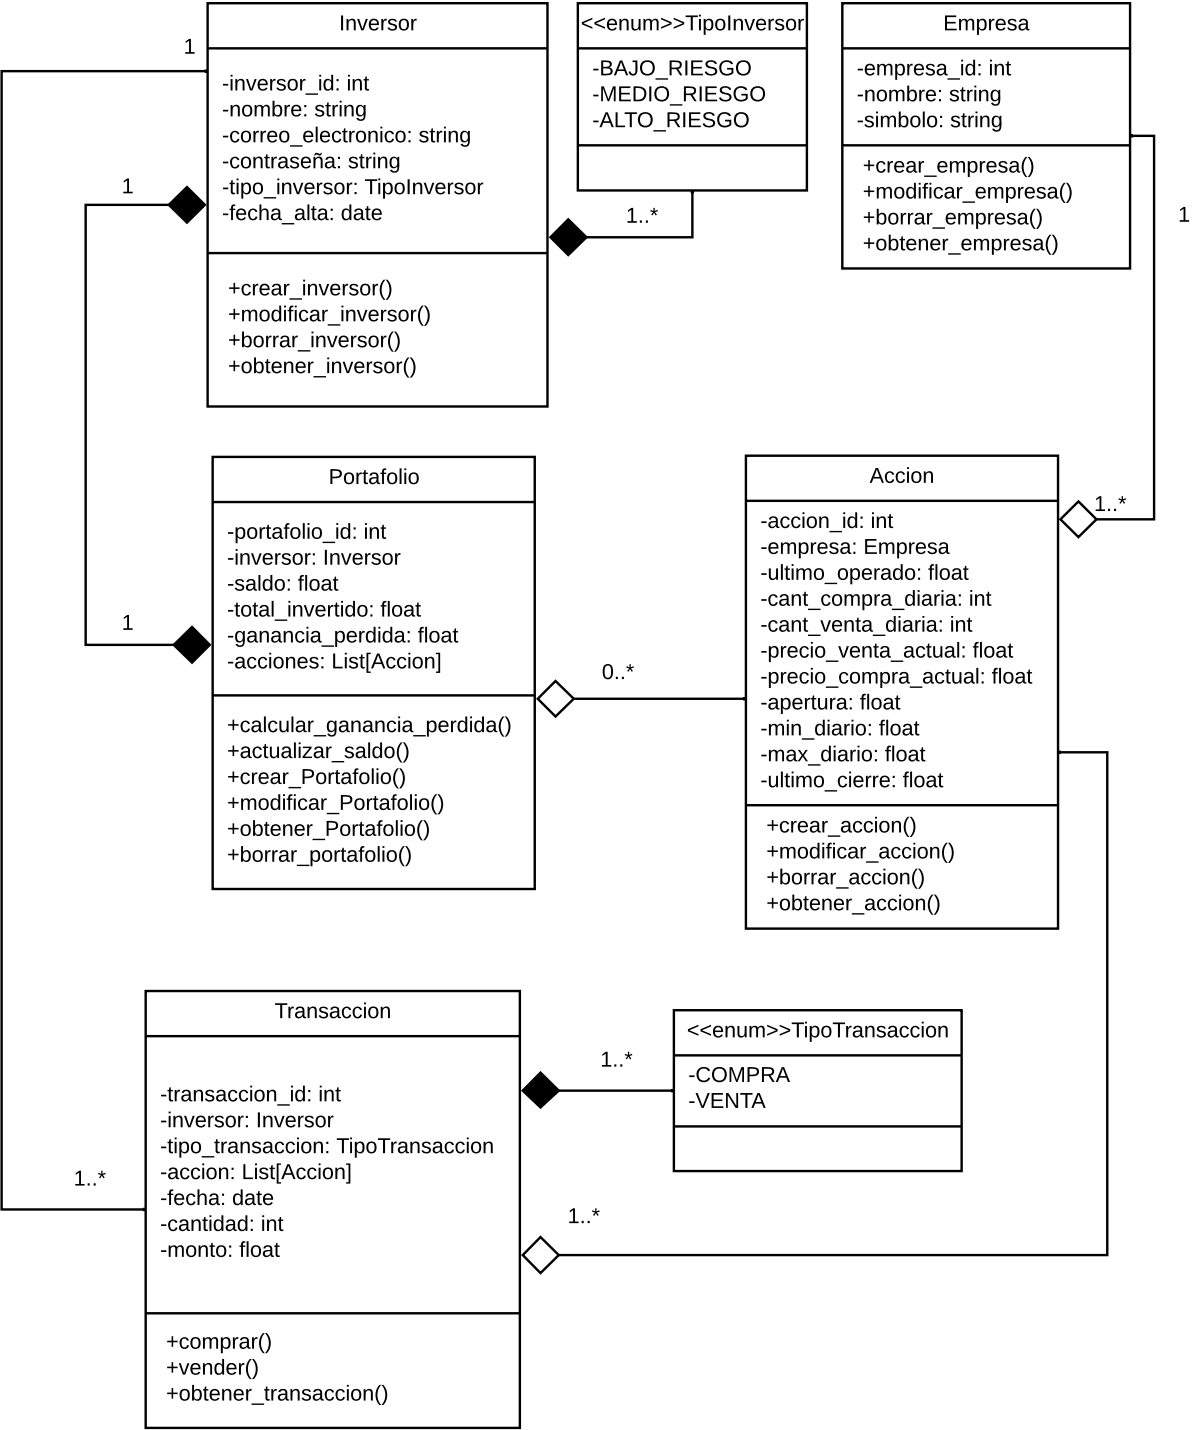 Inversor
-inversor_id: int
-nombre: string
-correo_electronico: string
-contraseña: string
-tipo_inversor: TipoInversor
-fecha_alta: date
+crear_inversor()
+modificar_inversor()
+borrar_inversor()
+obtener_inversor()
<<enum>>TipoInversor
-BAJO_RIESGO
-MEDIO_RIESGO
-ALTO_RIESGO
Empresa
-empresa_id: int
-nombre: string
-simbolo: string
+crear_empresa()
+modificar_empresa()
+borrar_empresa()
+obtener_empresa()
1
1
1..*
1
Portafolio
-portafolio_id: int
-inversor: Inversor
-saldo: float
-total_invertido: float
-ganancia_perdida: float
-acciones: List[Accion]
+calcular_ganancia_perdida()
+actualizar_saldo()
+crear_Portafolio()
+modificar_Portafolio()
+obtener_Portafolio()
+borrar_portafolio()
1
0..*
Accion
-accion_id: int
-empresa: Empresa
-ultimo_operado: float
-cant_compra_diaria: int
-cant_venta_diaria: int
-precio_venta_actual: float
-precio_compra_actual: float
-apertura: float
-min_diario: float
-max_diario: float
-ultimo_cierre: float
+crear_accion()
+modificar_accion()
+borrar_accion()
+obtener_accion()
1..*
Transaccion
-transaccion_id: int
-inversor: Inversor
-tipo_transaccion: TipoTransaccion
-accion: List[Accion]
-fecha: date
-cantidad: int
-monto: float
+comprar()
+vender()
+obtener_transaccion()
1..*
1..*
<<enum>>TipoTransaccion
-COMPRA
-VENTA
1..*